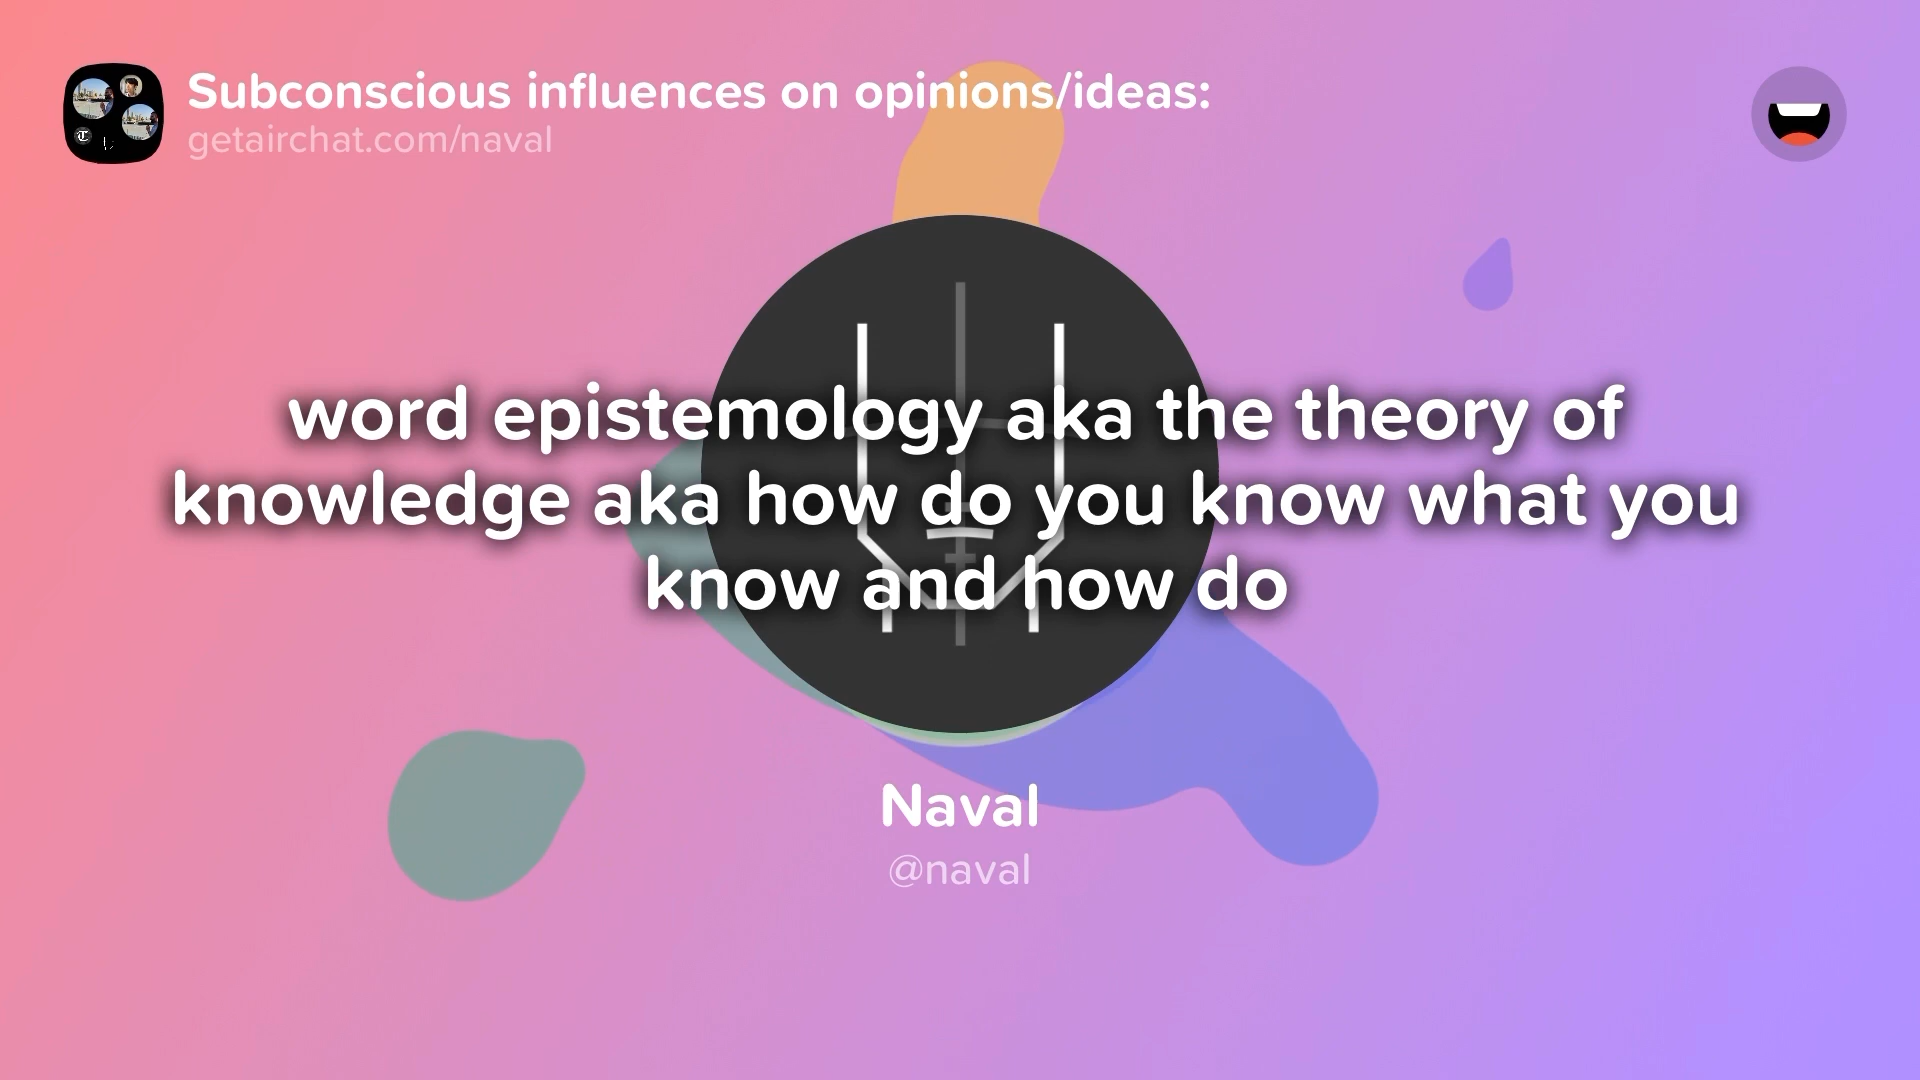 Subconscious influences on opinions/ideas:
getairchat.com/naval
word epistemology aka the theory of
knowledge aka how do you know what you
know and how do
Naval
@naval